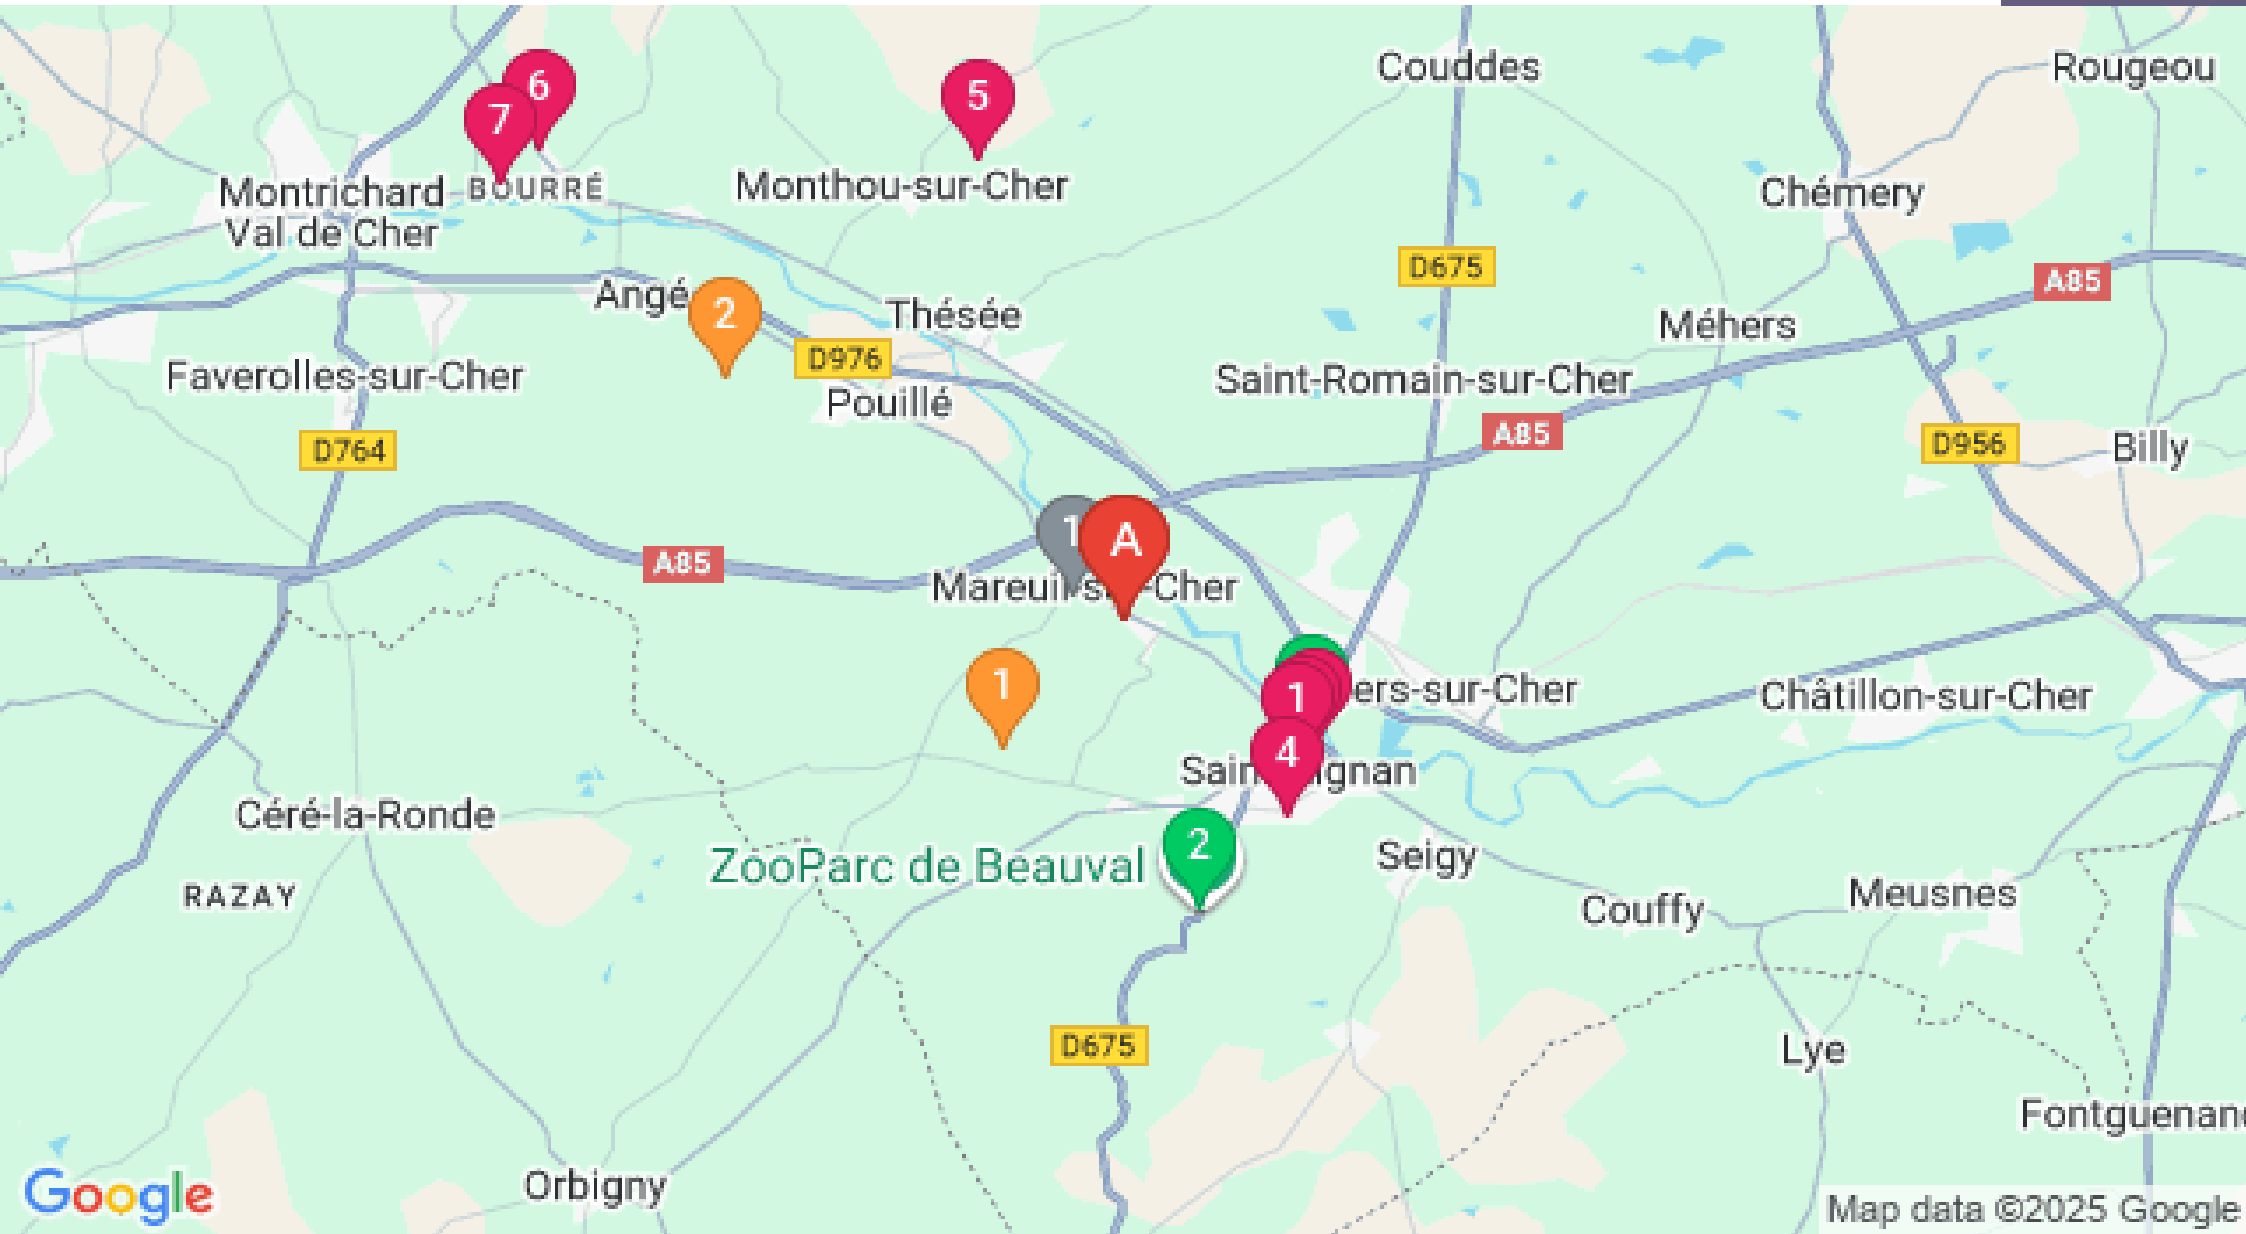 Couddes
Rougeou
6
5
7
Montrichard
Val de Cher
BOURRÉ
Monthou-sur-Cher
Chémery
D675
A85
Angé
2
Thésée
Méhers
D976
Faverolles-sur-Cher
Pouillé
Saint-Romain-sur-Cher
A85
D764
D956
Billy
A85
1
A
Mareuil-s
-Cher
1
1
ers-sur-Cher
Châtillon-sur-Cher
4
Sain
ignan
Céré-la-Ronde
ZooParc de Beauval
2
Seigy
RAZAY
Couffy
Meusnes
D675
Lye
Fontguenan
Orbigny
Google
Map data ©2025 Google